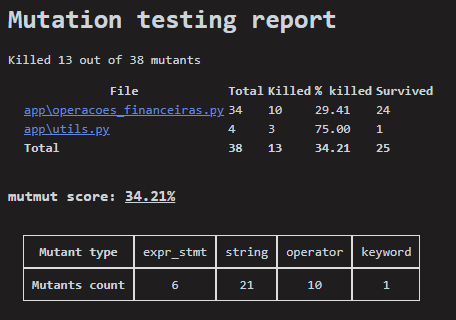 Mutation testing report
Killed 13 out of 38 mutants
File Total Killed % killed Survived
app\operacoes_financeiras.py 34 10 29.41 24
app\utils.py 4 3 75.00 1
Total 38 13 34.21 25
mutmut score: 34.21%
Mutant type expr_stmt string operator keyword
Mutants count 6 21 10 1